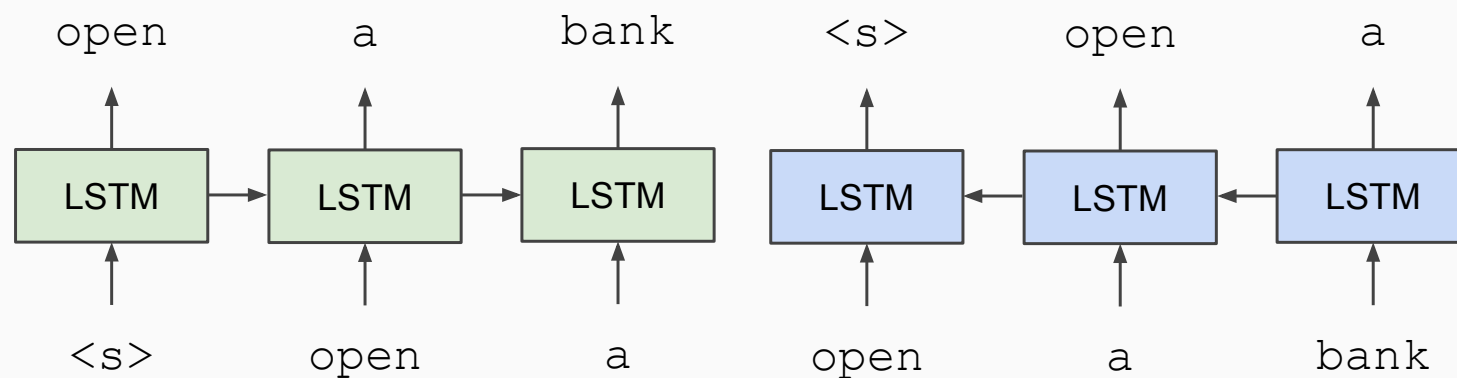 open a bank <s> open a
LSTM LSTM LSTM LSTM LSTM LSTM
<s> open a open a bank